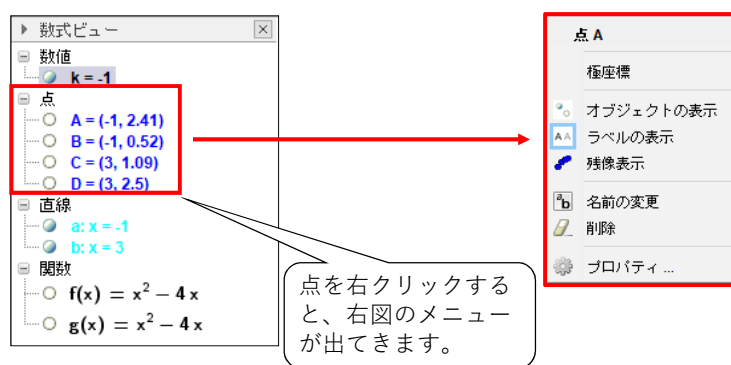 数式ビュー
数値
k = -1
点
A = (-1, 2.41)
B = (-1, 0.52)
C = (3, 1.09)
D = (3, 2.5)
直線
a: x = -1
b: x = 3
関数
f(x) = x² − 4 x
g(x) = x² − 4 x
点を右クリックする
と、右図のメニュー
が出てきます。
点 A
極座標
オブジェクトの表示
AA ラベルの表示
残像表示
ab 名前の変更
削除
プロパティ ...